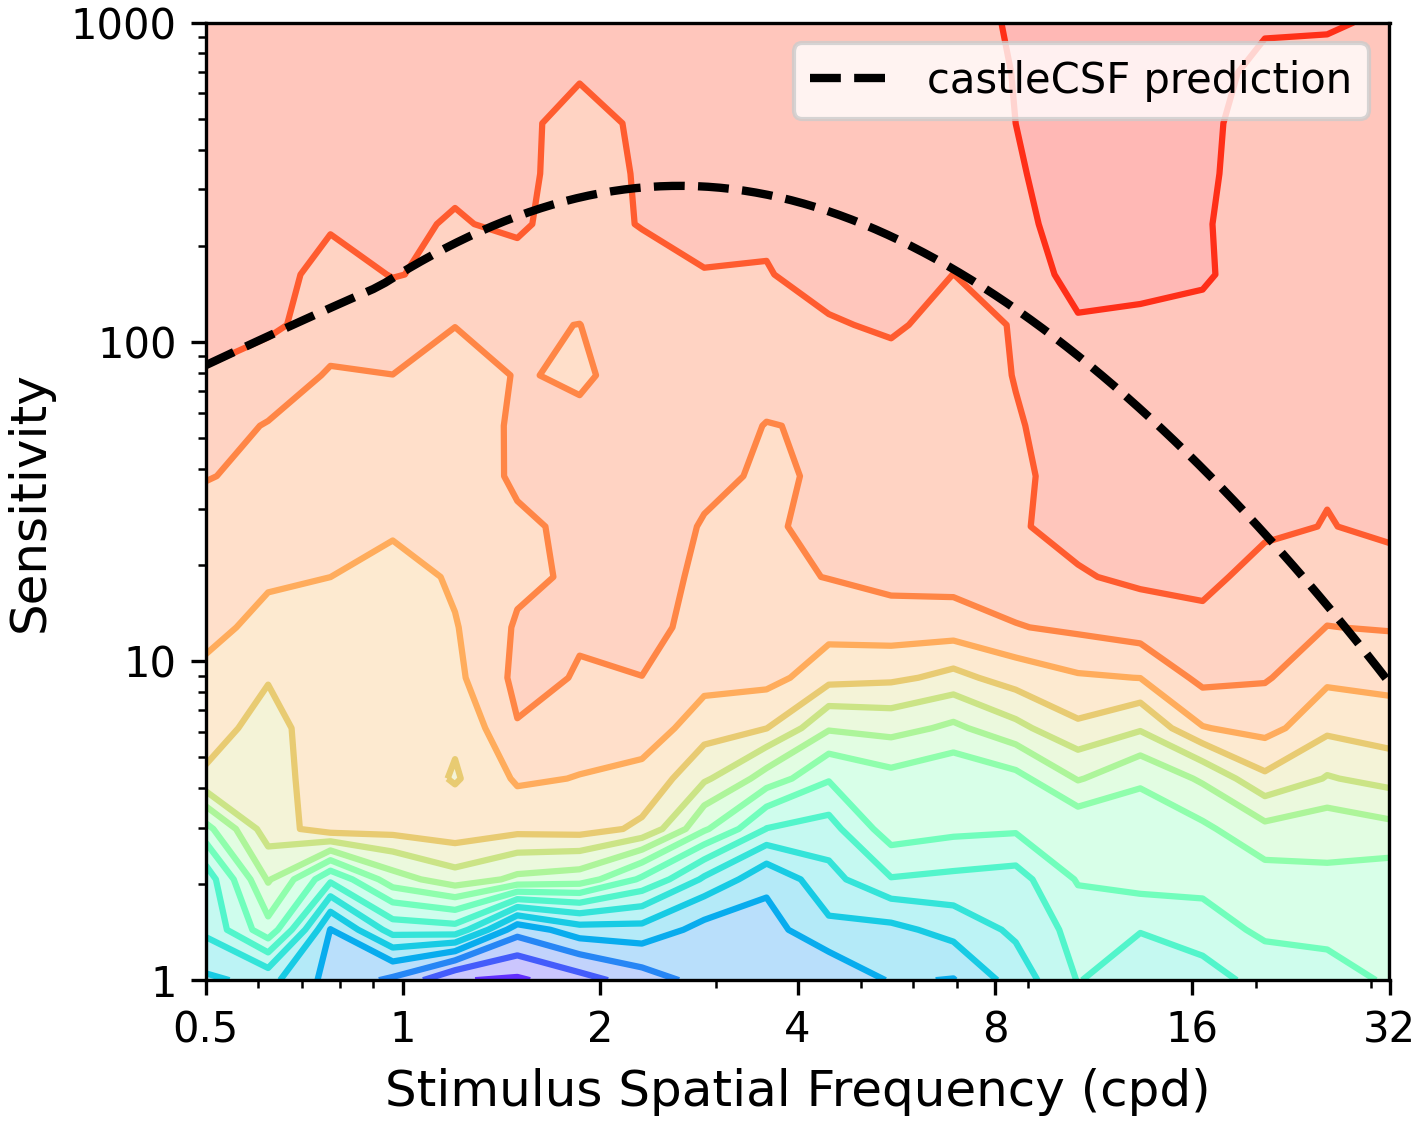 1000
castleCSF prediction
100
Sensitivity
10
1
0.5 1 2 4 8 16 32
Stimulus Spatial Frequency (cpd)